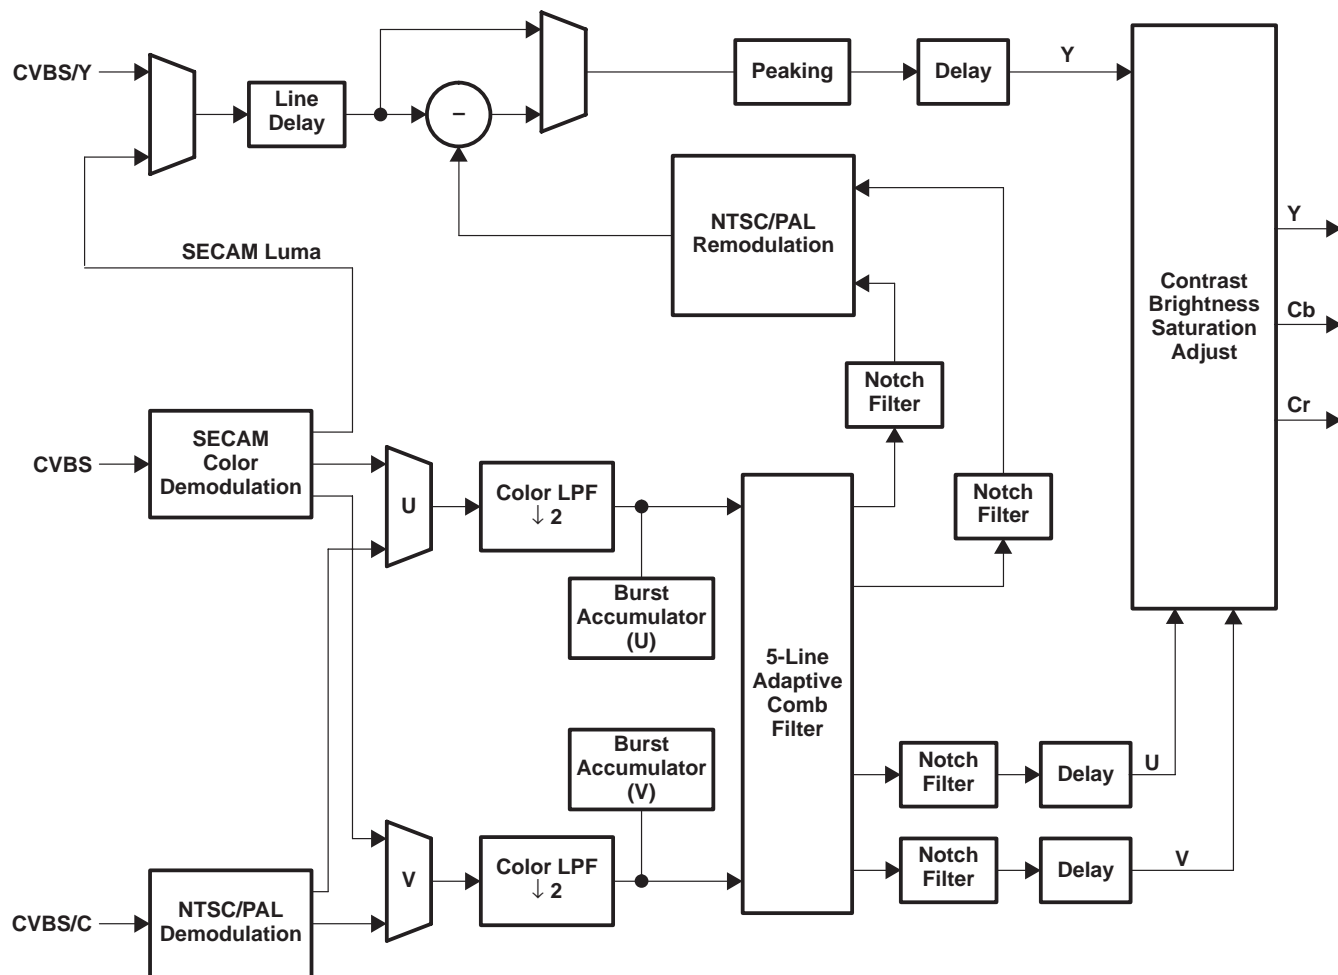 CVBS/Y
Line
Delay
–
Peaking
Delay
Y
NTSC/PAL
Remodulation
SECAM Luma
Contrast
Brightness
Saturation
Adjust
Y
Cb
Cr
Notch
Filter
Notch
Filter
CVBS
SECAM
Color
Demodulation
U
Color LPF
↓ 2
Burst
Accumulator
(U)
5-Line
Adaptive
Comb
Filter
Burst
Accumulator
(V)
Notch
Filter
Delay
U
Notch
Filter
Delay
V
CVBS/C
NTSC/PAL
Demodulation
V
Color LPF
↓ 2